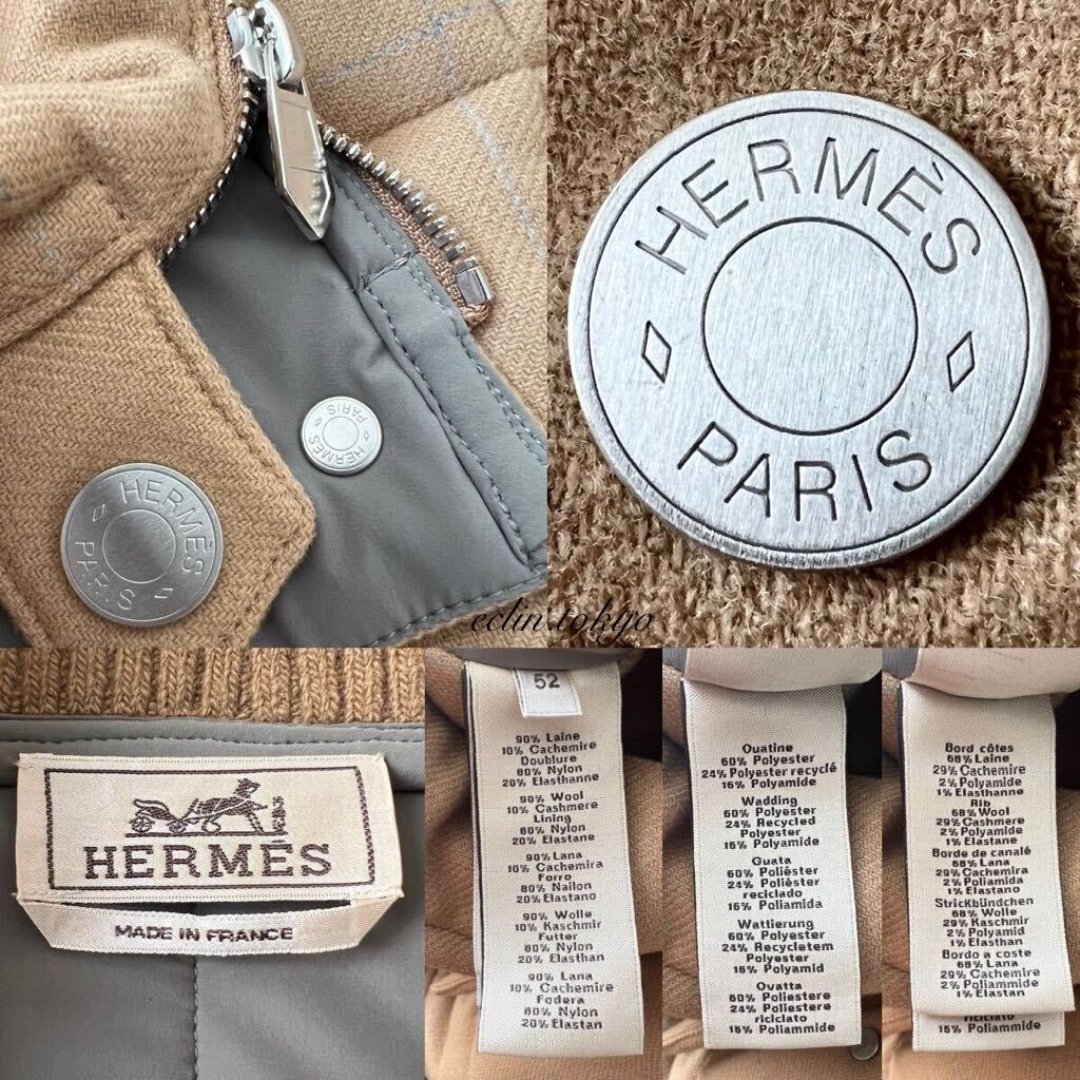 HERMÈS
PARIS
HERMÈS
PARIS
HERMÈS
PARIS
eclin tokyo
HERMÈS
MADE IN FRANCE
52
90% Laine
10% Cachemire
Doublure
80% Nylon
20% Elasthanne
90% Wool
10% Cashmere
Lining
80% Nylon
20% Elastane
90% Lana
10% Cachemira
Forro
80% Nailon
20% Elastano
90% Wolle
10% Kaschmir
Futter
80% Nylon
20% Elasthan
90% Lana
10% Cachemire
Fodera
80% Nylon
20% Elastan
Ouatine
60% Polyester
24% Polyester recyclé
16% Polyamide
Wadding
60% Polyester
24% Recycled
Polyester
16% Polyamide
Guata
60% Poliéster
24% Poliéster
reciclado
16% Poliamida
Wattierung
60% Polyester
24% Recyceltem
Polyester
16% Polyamid
Ovatta
60% Poliestere
24% Poliestere
riciclato
16% Poliammide
Bord côtes
68% Laine
29% Cachemire
2% Polyamide
1% Elasthanne
Rib
68% Wool
29% Cashmere
2% Polyamide
1% Elastane
Borde de canalé
68% Lana
29% Cachemira
2% Poliamida
1% Elastano
Strickbündchen
68% Wolle
29% Kaschmir
2% Polyamid
1% Elasthan
Bordo a coste
68% Lana
29% Cachemire
2% Poliammide
1% Elastan
riciclato
16% Poliammide